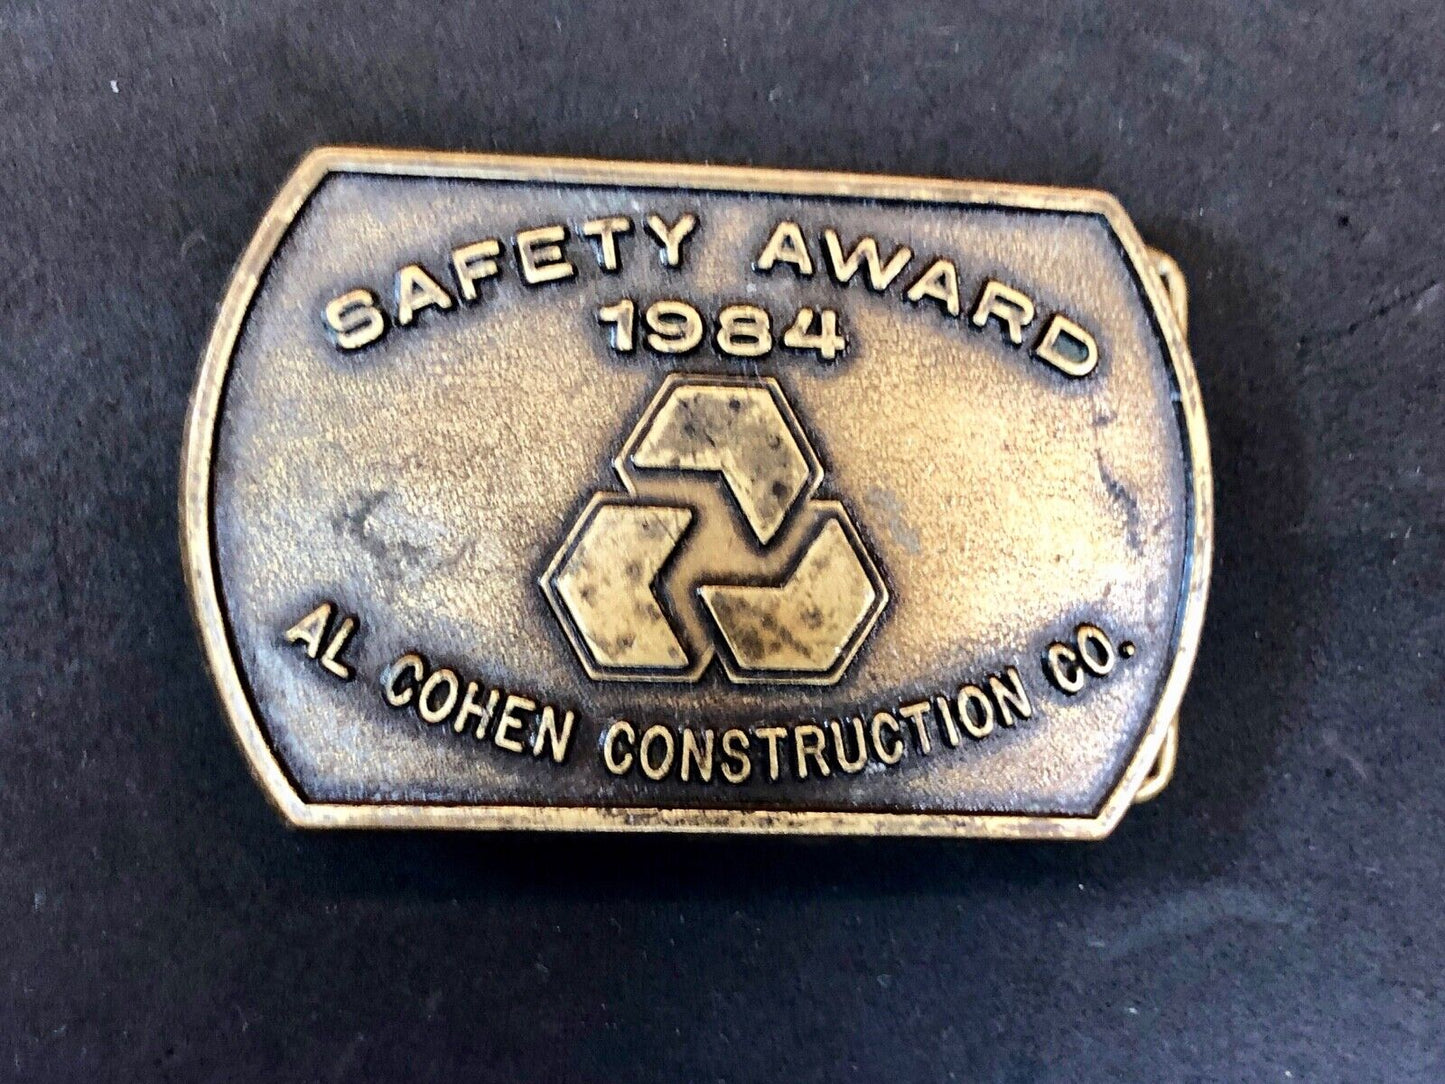 SAFETY AWARD
1984
AL COHEN CONSTRUCTION CO.